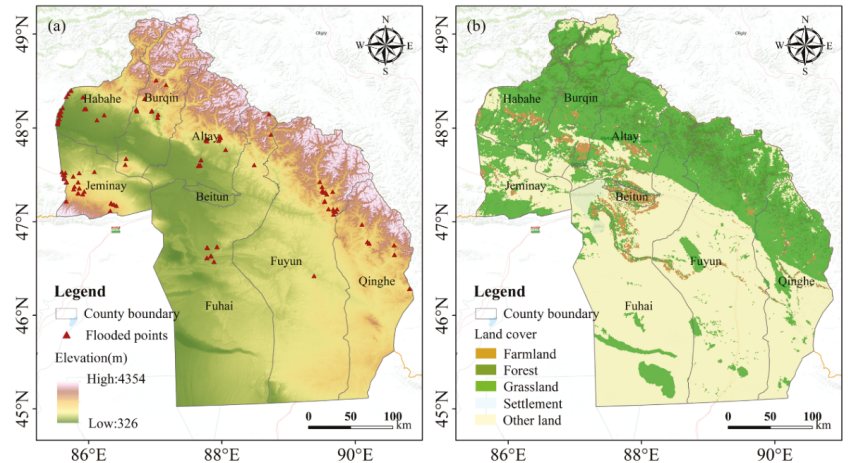 (a)
N
W
E
S
49°N
48°N
47°N
46°N
45°N
Habahe
Burqin
Altay
Jeminay
Beitun
Fuyun
Qinghe
Fuhai
Legend
County boundary
Flooded points
Elevation(m)
High:4354
Low:326
0 50 100
km
86°E 88°E 90°E
(b)
N
W
E
S
49°N
48°N
47°N
46°N
45°N
Habahe
Burqin
Altay
Jeminay
Beitun
Fuyun
Qinghe
Fuhai
Legend
County boundary
Land cover
Farmland
Forest
Grassland
Settlement
Other land
0 50 100
km
86°E 88°E 90°E